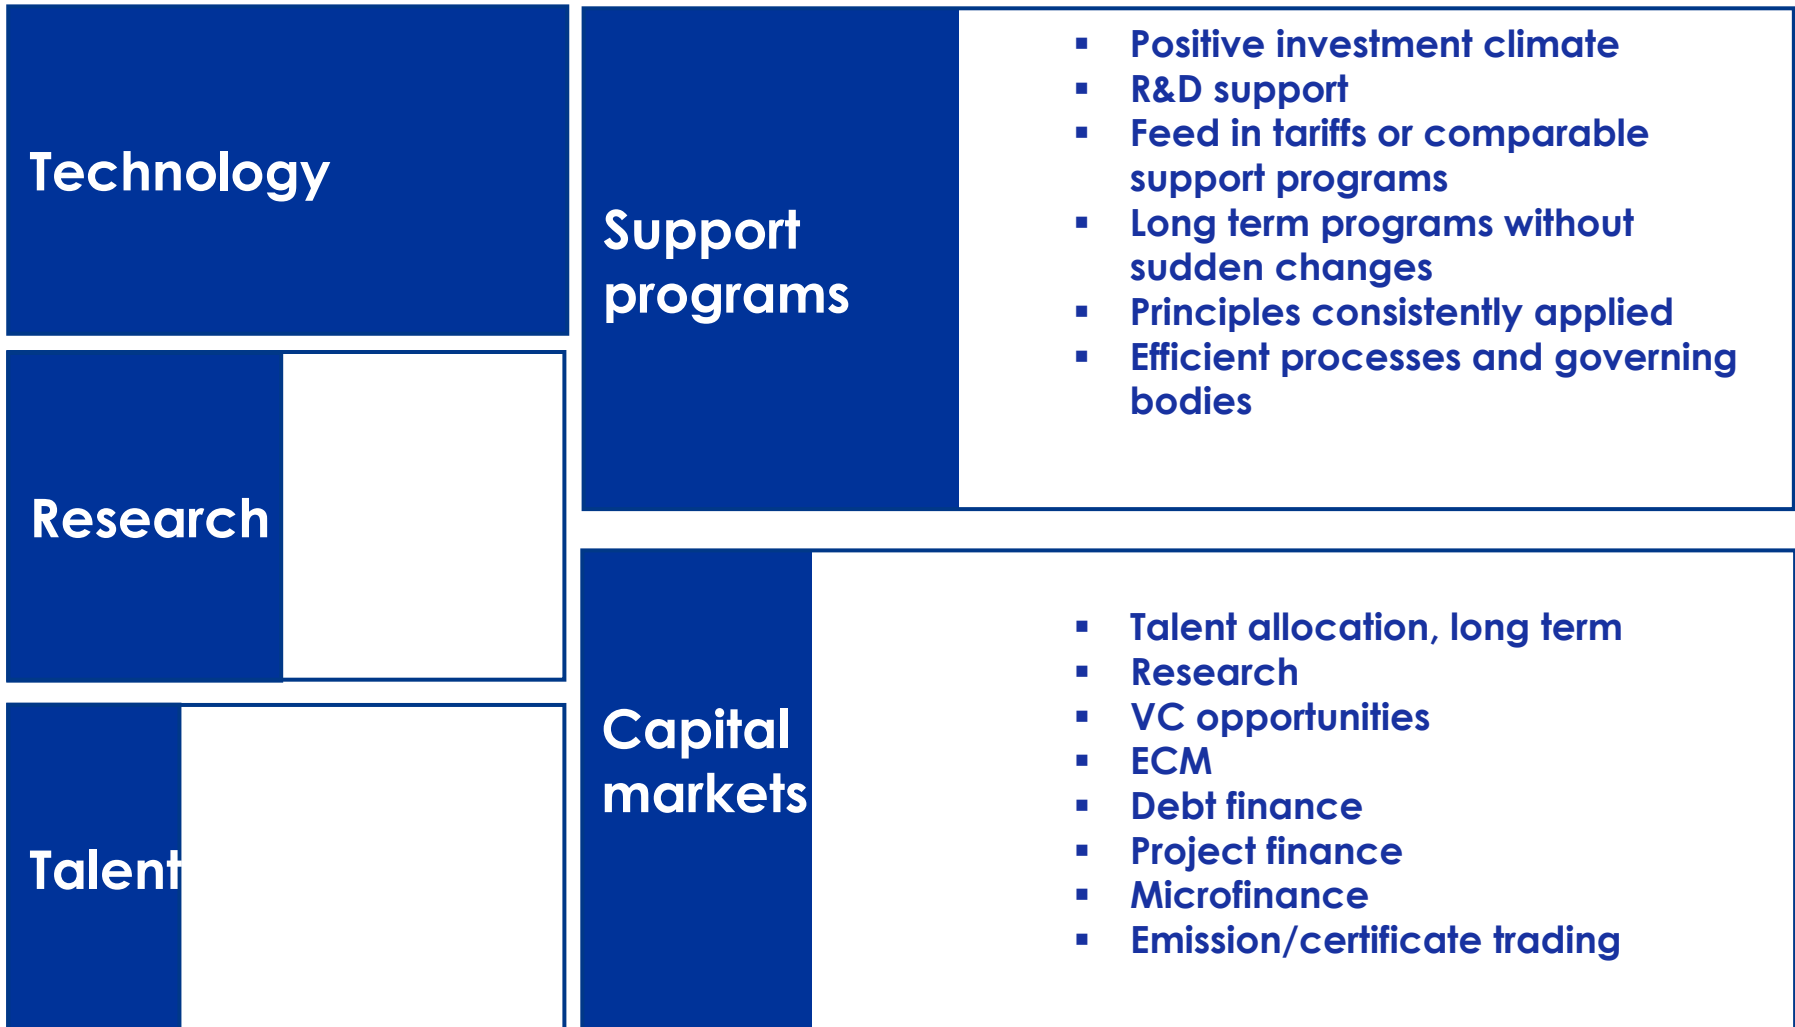 Technology
Research
Talent
Support
programs
▪ Positive investment climate
▪ R&D support
▪ Feed in tariffs or comparable
support programs
▪ Long term programs without
sudden changes
▪ Principles consistently applied
▪ Efficient processes and governing
bodies
Capital
markets
▪ Talent allocation, long term
▪ Research
▪ VC opportunities
▪ ECM
▪ Debt finance
▪ Project finance
▪ Microfinance
▪ Emission/certificate trading